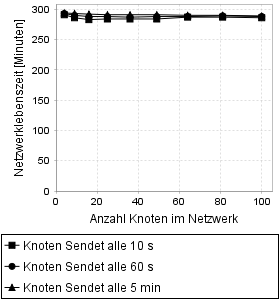 300
250
200
150
100
50
0
Netzwerklebenszeit [Minuten]
0 20 40 60 80 100
Anzahl Knoten im Netzwerk
Knoten Sendet alle 10 s
Knoten Sendet alle 60 s
Knoten Sendet alle 5 min